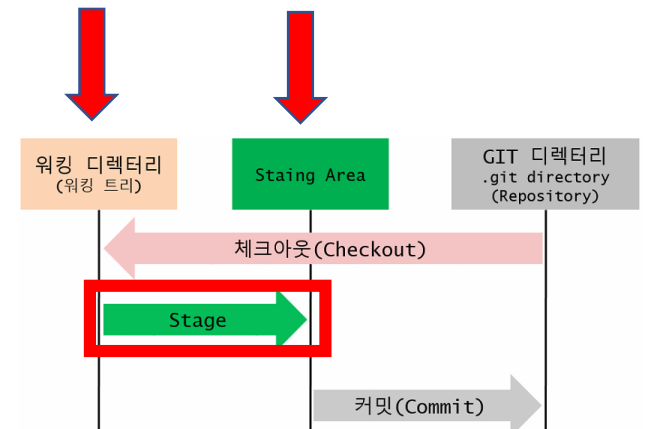 워킹 디렉터리
(워킹 트리)
Staing Area
GIT 디렉터리
.git directory
(Repository)
체크아웃(Checkout)
Stage
커밋(Commit)